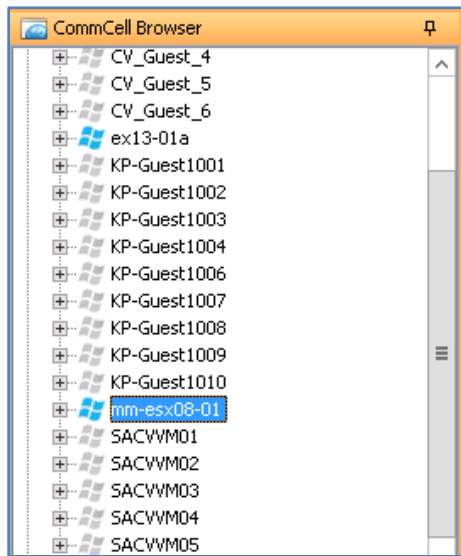 CommCell Browser
CV_Guest_4
CV_Guest_5
CV_Guest_6
ex13-01a
KP-Guest1001
KP-Guest1002
KP-Guest1003
KP-Guest1004
KP-Guest1006
KP-Guest1007
KP-Guest1008
KP-Guest1009
KP-Guest1010
mm-esx08-01
SACVVM01
SACVVM02
SACVVM03
SACVVM04
SACVVM05